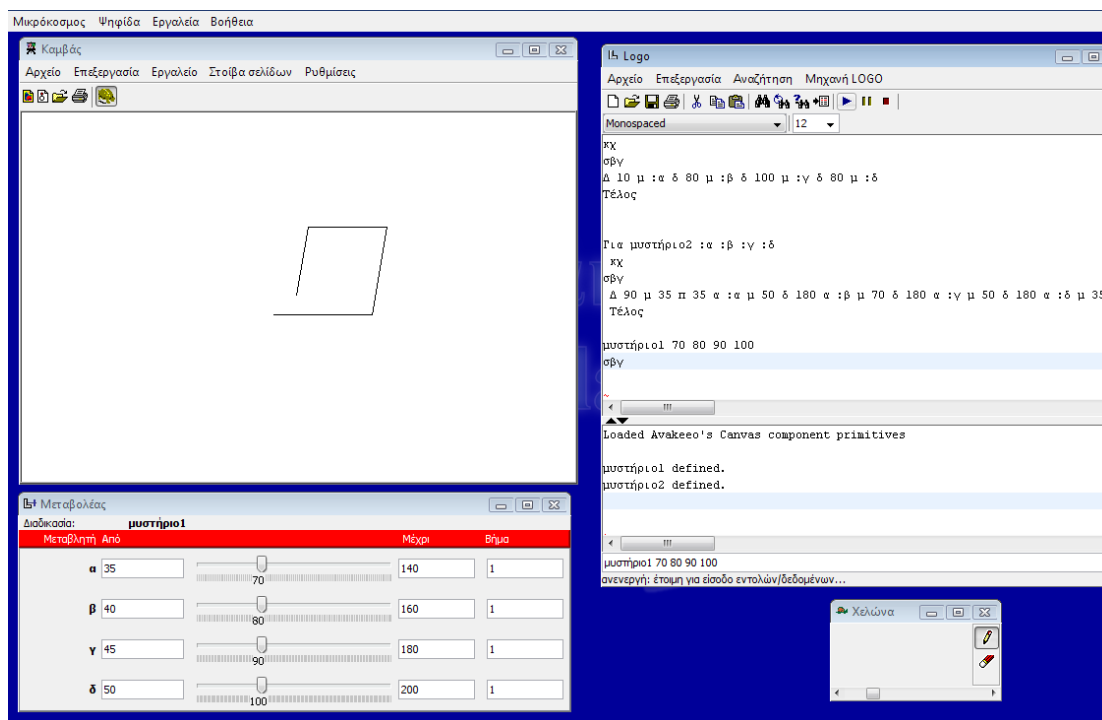 Μικρόκοσμος Ψηφίδα Εργαλεία Βοήθεια
Καμβάς
Αρχείο Επεξεργασία Εργαλείο Στοίβα σελίδων Ρυθμίσεις
Logo
Αρχείο Επεξεργασία Αναζήτηση Μηχανή LOGO
Monospaced 12
κχ
σβγ
Δ 10 μ :α δ 80 μ :β δ 100 μ :γ δ 80 μ :δ
Τέλος
Για μυστήριο2 :α :β :γ :δ
κχ
σβγ
Δ 90 μ 35 π 35 α :α μ 50 δ 180 α :β μ 70 δ 180 α :γ μ 50 δ 180 α :δ μ 35
Τέλος
μυστήριο1 70 80 90 100
σβγ
~
Loaded Avakeeo's Canvas component primitives
μυστήριο1 defined.
μυστήριο2 defined.
μυστήριο1 70 80 90 100
ανενεργή: έτοιμη για είσοδο εντολών/δεδομένων...
Μεταβολέας
Διαδικασία: μυστήριο1
Μεταβλητή Από Μέχρι Βήμα
α 35 70 140 1
β 40 80 160 1
γ 45 90 180 1
δ 50 100 200 1
Χελώνα